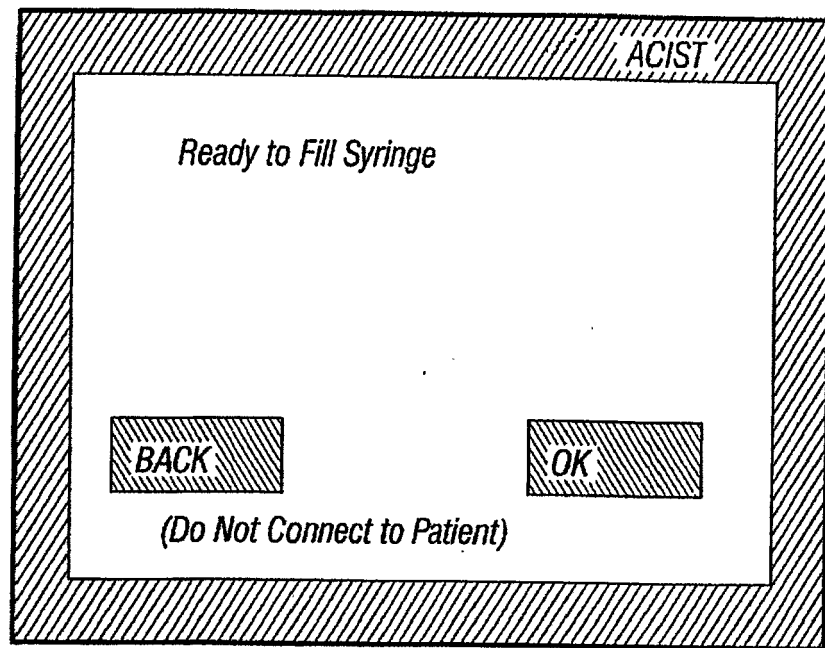 ACIST
Ready to Fill Syringe
BACK
OK
(Do Not Connect to Patient)